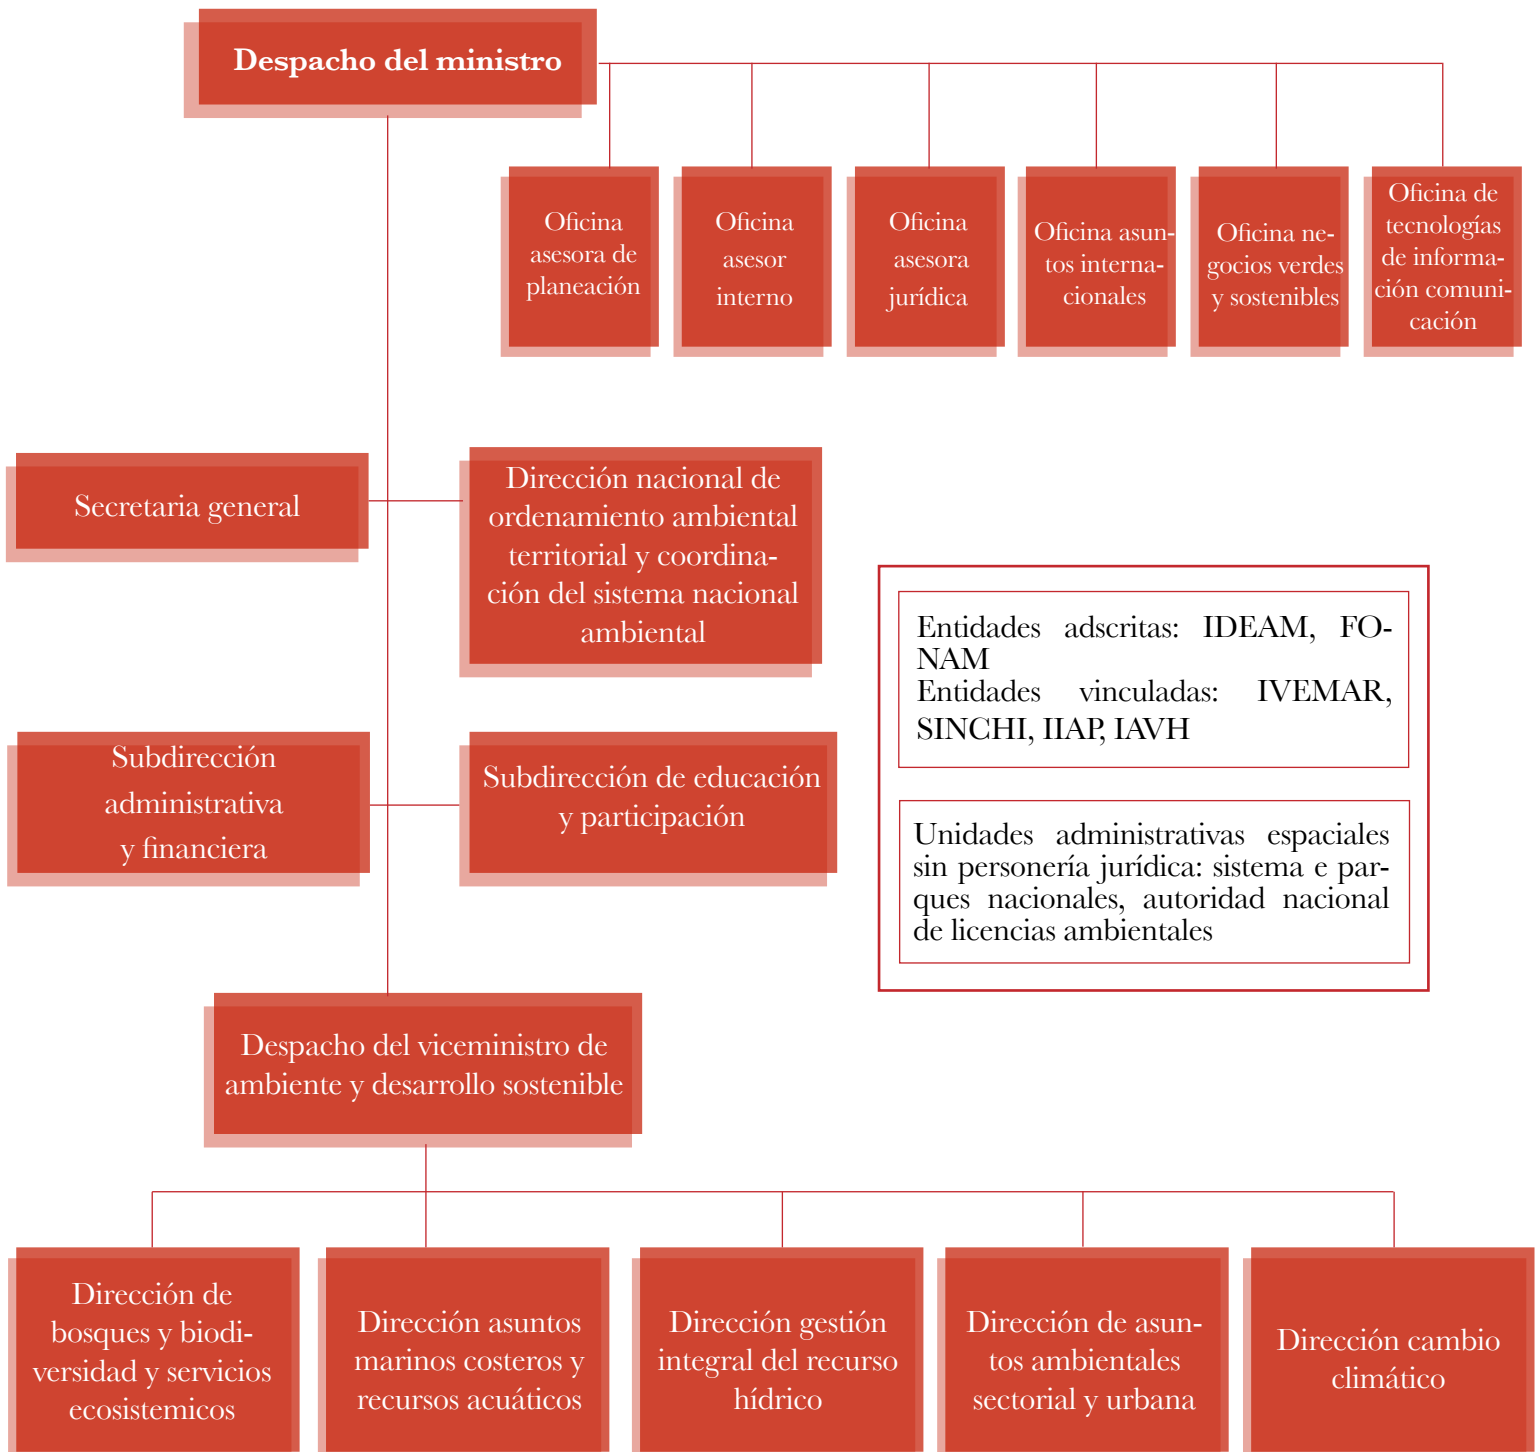 Despacho del ministro
Oficina
asesora de
planeación
Oficina
asesor
interno
Oficina
asesora
jurídica
Oficina asun-
tos interna-
cionales
Oficina ne-
gocios verdes
y sostenibles
Oficina de
tecnologías
de informa-
ción comuni-
cación
Secretaria general
Dirección nacional de
ordenamiento ambiental
territorial y coordina-
ción del sistema nacional
ambiental
Entidades adscritas: IDEAM, FO-
NAM
Entidades vinculadas: IVEMAR,
SINCHI, IIAP, IAVH
Unidades administrativas espaciales
sin personería jurídica: sistema e par-
ques nacionales, autoridad nacional
de licencias ambientales
Subdirección
administrativa
y financiera
Subdirección de educación
y participación
Despacho del viceministro de
ambiente y desarrollo sostenible
Dirección de
bosques y biodi-
versidad y servicios
ecosistemicos
Dirección asuntos
marinos costeros y
recursos acuáticos
Dirección gestión
integral del recurso
hídrico
Dirección de asun-
tos ambientales
sectorial y urbana
Dirección cambio
climático